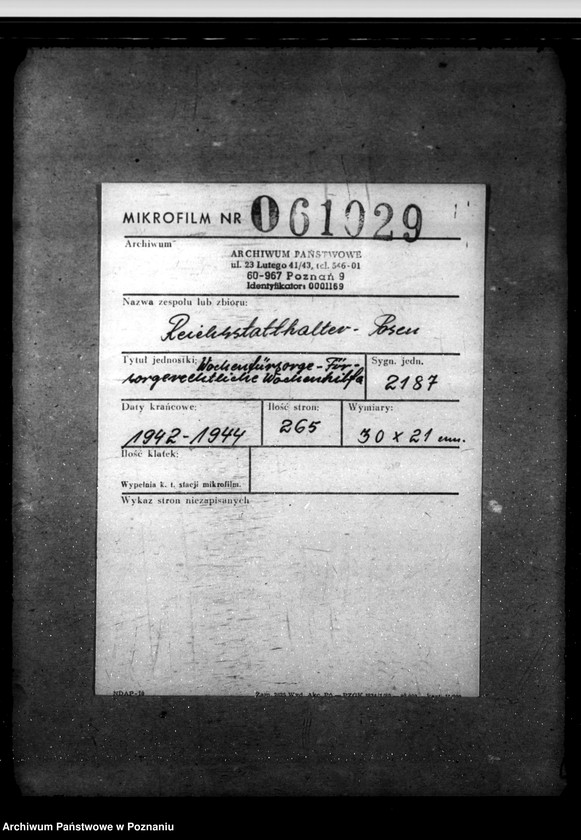 MIKROFILM NR 061029
Archiwum
ARCHIWUM PAŃSTWOWE
ul. 23 Lutego 41/43, tel. 546-01
60-967 Poznań 9
Identyfikator: 0001169
Nazwa zespołu lub zbioru:
Reichsstatthalter - Posen
Tytuł jednostki: Wochenfürsorge - Für-
sorgerechtliche Wochenhilfe
Sygn. jedn.
2187
Daty krańcowe:
1942-1944
Ilość stron:
265
Wymiary:
30 x 21 cm.
Ilość klatek:
Wypełnia k. t. stacji mikrofilm.
Wykaz stron niezapisanych
NDAP-18
Archiwum Państwowe w Poznaniu